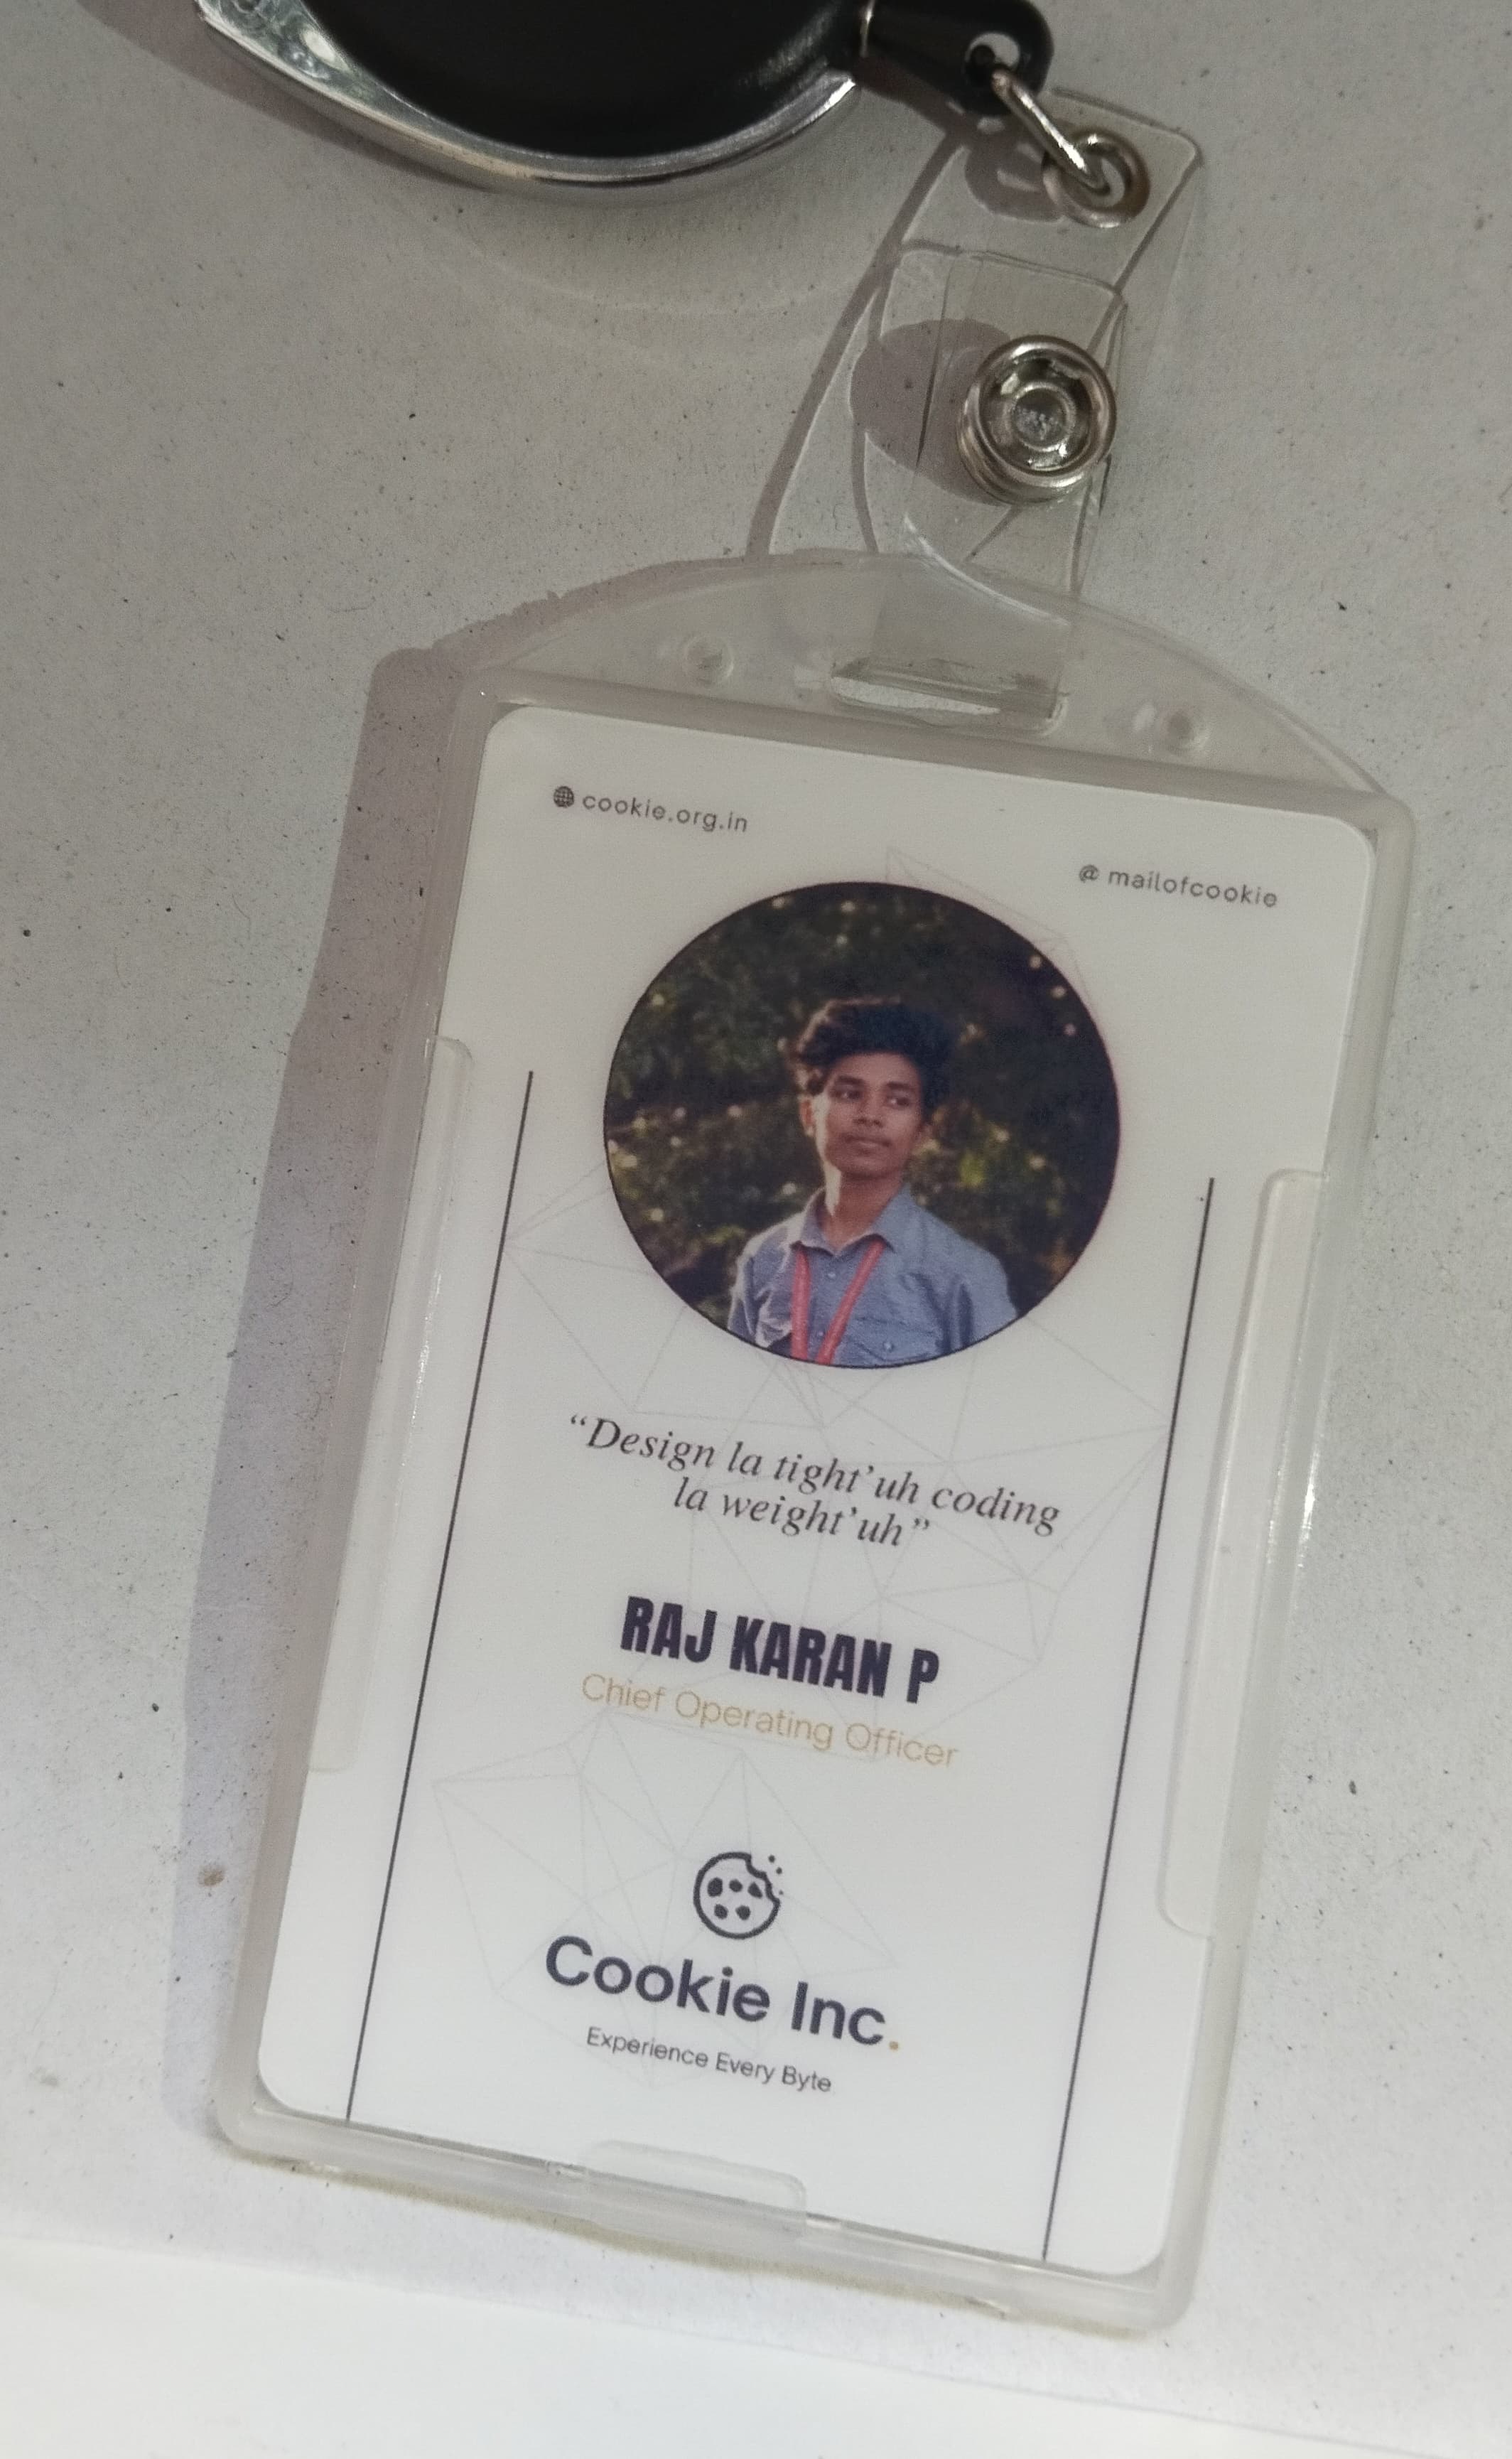 cookie.org.in
@ mailofcookie
“Design la tight’uh coding
la weight’uh”
RAJ KARAN P
Chief Operating Officer
Cookie Inc.
Experience Every Byte